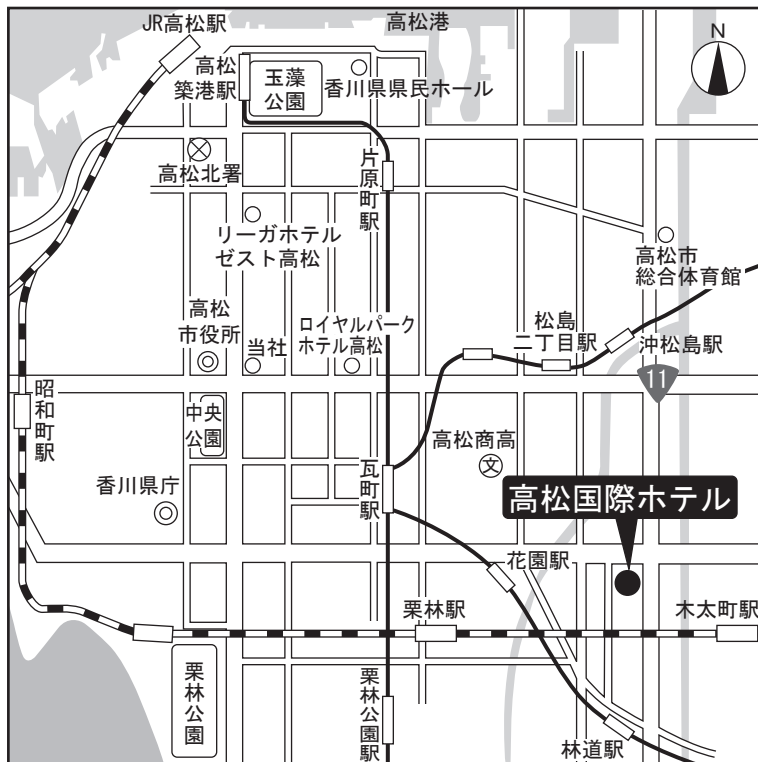 JR高松駅
高松港
N
高松
築港駅
玉藻
公園
香川県県民ホール
高松北署
片原町駅
リーガホテル
ゼスト高松
高松市
総合体育館
高松
市役所
当社
ロイヤルパーク
ホテル高松
松島
二丁目駅
沖松島駅
11
昭和町駅
中央
公園
高松商高
文
瓦町駅
香川県庁
高松国際ホテル
花園駅
栗林駅
木太町駅
栗林公園
栗林公園駅
林道駅